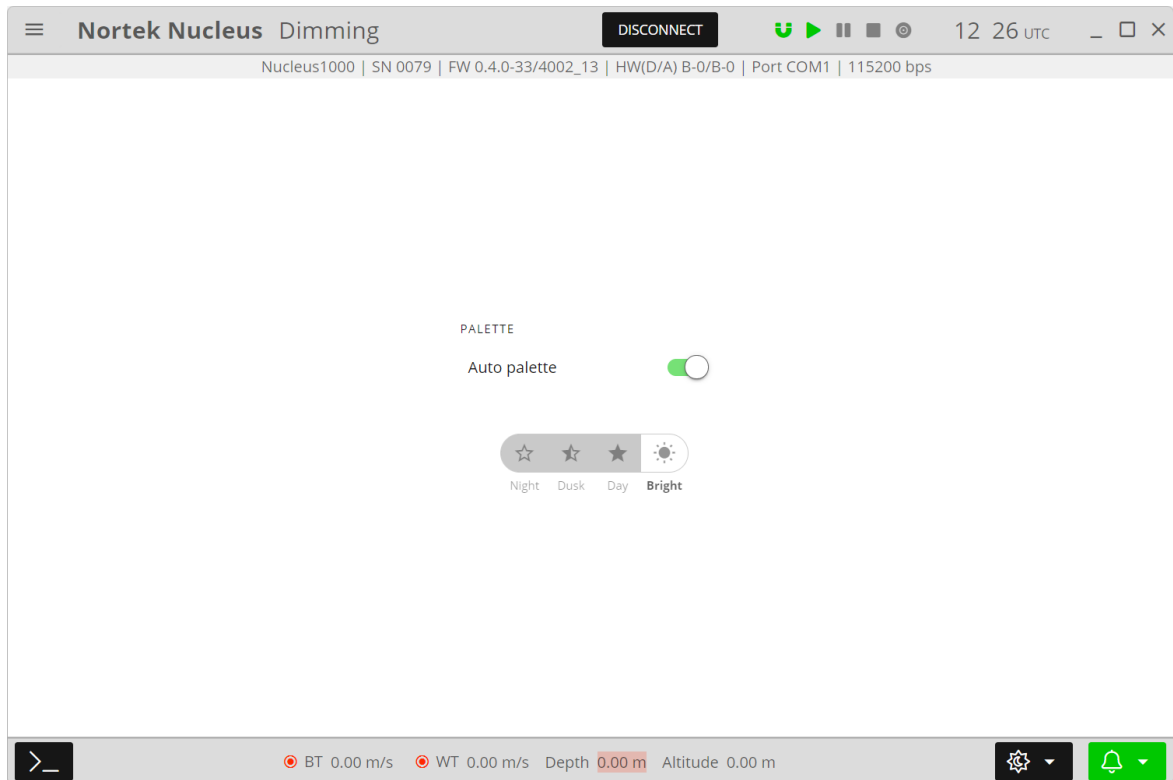 Nortek Nucleus Dimming DISCONNECT 12 26 UTC
Nucleus1000 | SN 0079 | FW 0.4.0-33/4002_13 | HW(D/A) B-0/B-0 | Port COM1 | 115200 bps
PALETTE
Auto palette
Night Dusk Day Bright
BT 0.00 m/s WT 0.00 m/s Depth 0.00 m Altitude 0.00 m